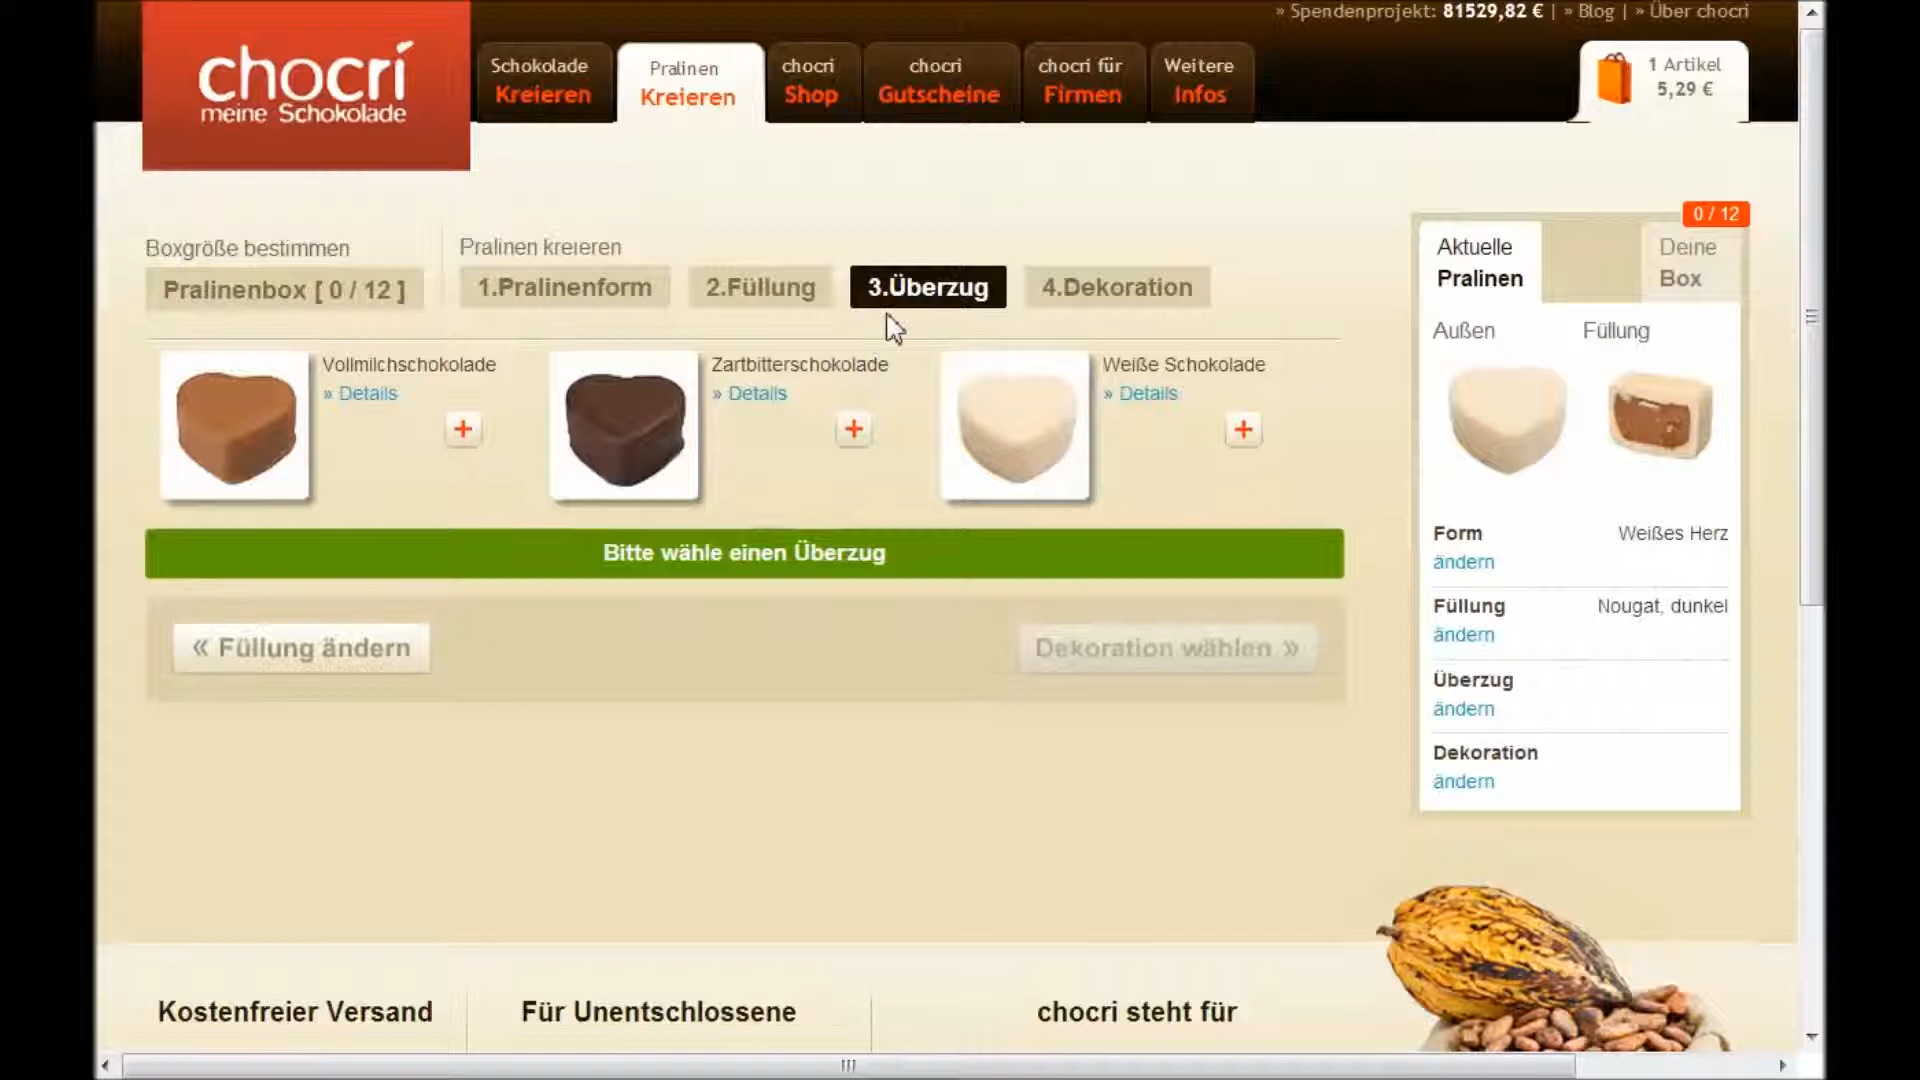 » Spendenprojekt: 81529,82 € | » Blog | » Über chocri
chocri
meine Schokolade
Schokolade
Kreieren
Pralinen
Kreieren
chocri
Shop
chocri
Gutscheine
chocri für
Firmen
Weitere
Infos
1 Artikel
5,29 €
Boxgröße bestimmen
Pralinenbox [ 0 / 12 ]
Pralinen kreieren
1.Pralinenform
2.Füllung
3.Überzug
4.Dekoration
Vollmilchschokolade
» Details
+
Zartbitterschokolade
» Details
+
Weiße Schokolade
» Details
+
Bitte wähle einen Überzug
« Füllung ändern
Dekoration wählen »
0 / 12
Aktuelle
Pralinen
Deine
Box
Außen
Füllung
Form
Weißes Herz
ändern
Füllung
Nougat, dunkel
ändern
Überzug
ändern
Dekoration
ändern
Kostenfreier Versand
Für Unentschlossene
chocri steht für